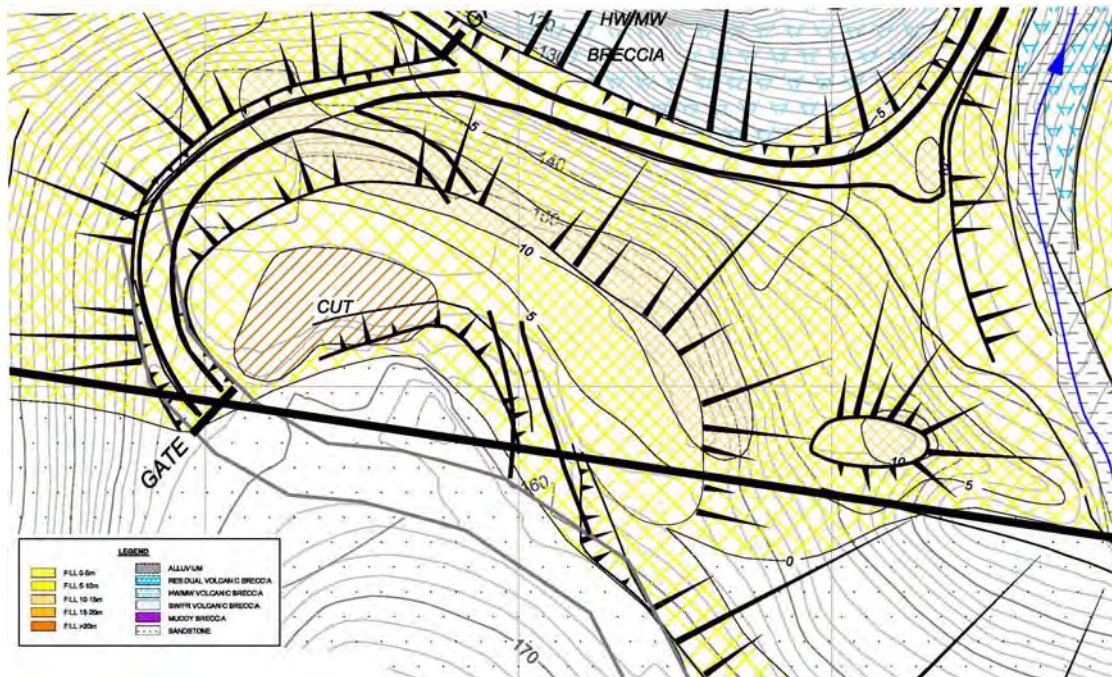 120
HW/MW
130
BRECCIA
5
5
140
10
150
10
CUT
5
10
5
GATE
160
0
170
LEGEND
FILL 0-5m
FILL 5-10m
FILL 10-15m
FILL 15-20m
FILL >20m
ALLUVIUM
RESIDUAL VOLCANIC BRECCIA
HW/MW VOLCANIC BRECCIA
SW/FR VOLCANIC BRECCIA
MUDDY BRECCIA
SANDSTONE